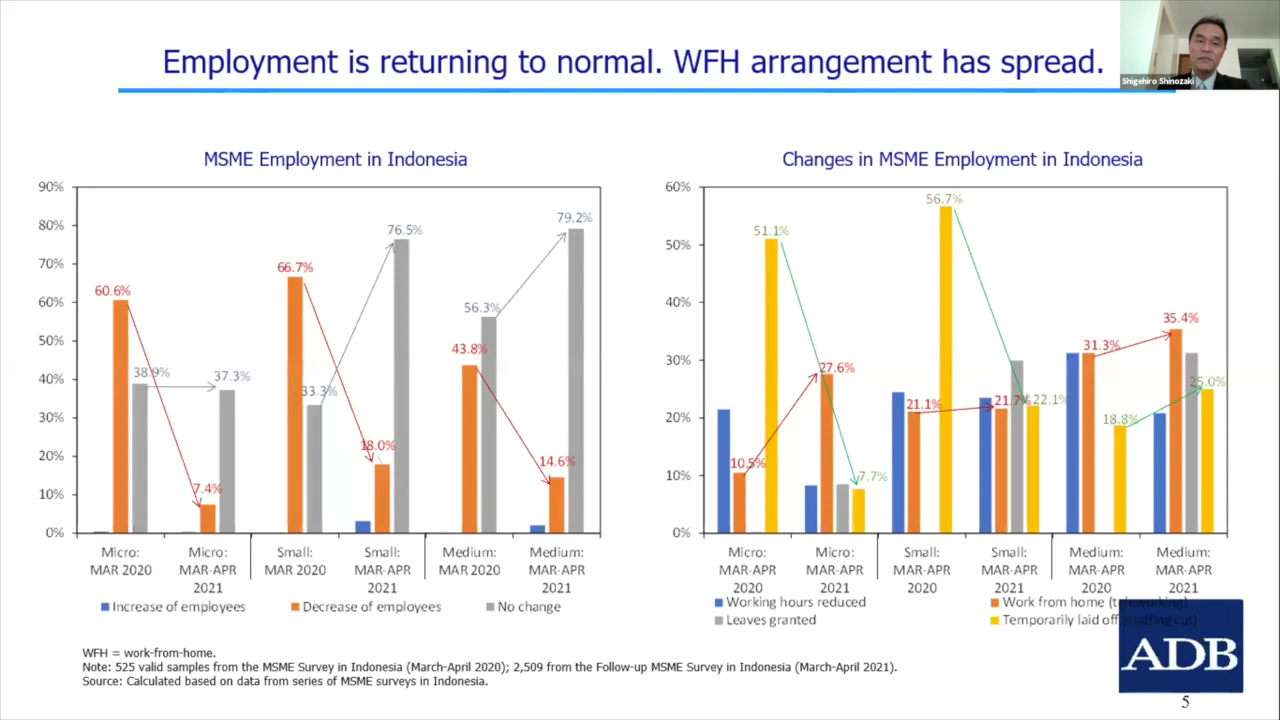 Employment is returning to normal. WFH arrangement has spread.
Shigehiro Shinozaki
MSME Employment in Indonesia
90%
80%
70%
60%
50%
40%
30%
20%
10%
0%
60.6%
38.9%
7.4%
37.3%
66.7%
33.3%
18.0%
76.5%
43.8%
56.3%
14.6%
79.2%
Micro:
MAR 2020
Micro:
MAR-APR
2021
Small:
MAR 2020
Small:
MAR-APR
2021
Medium:
MAR 2020
Medium:
MAR-APR
2021
Increase of employees
Decrease of employees
No change
Changes in MSME Employment in Indonesia
60%
50%
40%
30%
20%
10%
0%
10.5%
51.1%
27.6%
7.7%
21.1%
56.7%
21.7%
22.1%
31.3%
18.8%
35.4%
25.0%
Micro:
MAR-APR
2020
Micro:
MAR-APR
2021
Small:
MAR-APR
2020
Small:
MAR-APR
2021
Medium:
MAR-APR
2020
Medium:
MAR-APR
2021
Working hours reduced
Work from home (teleworking)
Leaves granted
Temporarily laid off (staffing cut)
WFH = work-from-home.
Note: 525 valid samples from the MSME Survey in Indonesia (March-April 2020); 2,509 from the Follow-up MSME Survey in Indonesia (March-April 2021).
Source: Calculated based on data from series of MSME surveys in Indonesia.
ADB
5